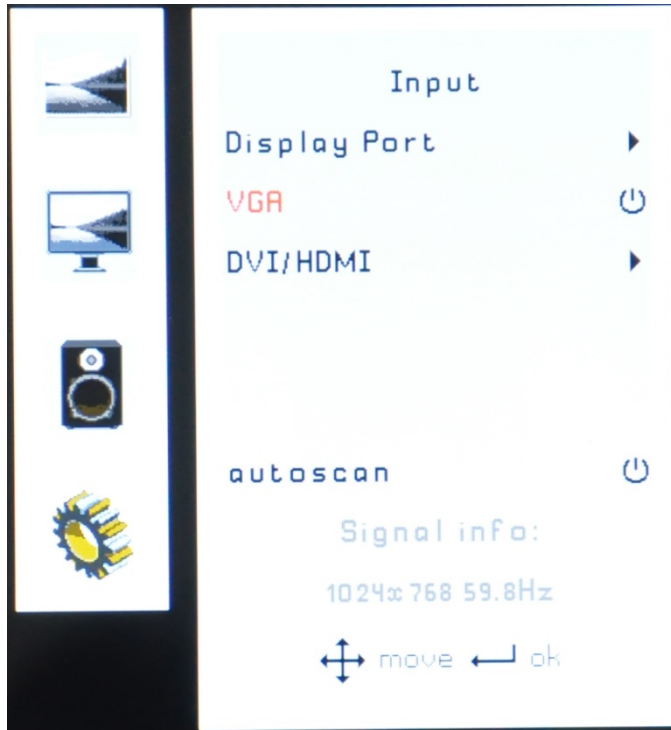 Input
Display Port
VGA
DVI/HDMI
autoscan
Signal info:
1024x768 59.8Hz
move ok